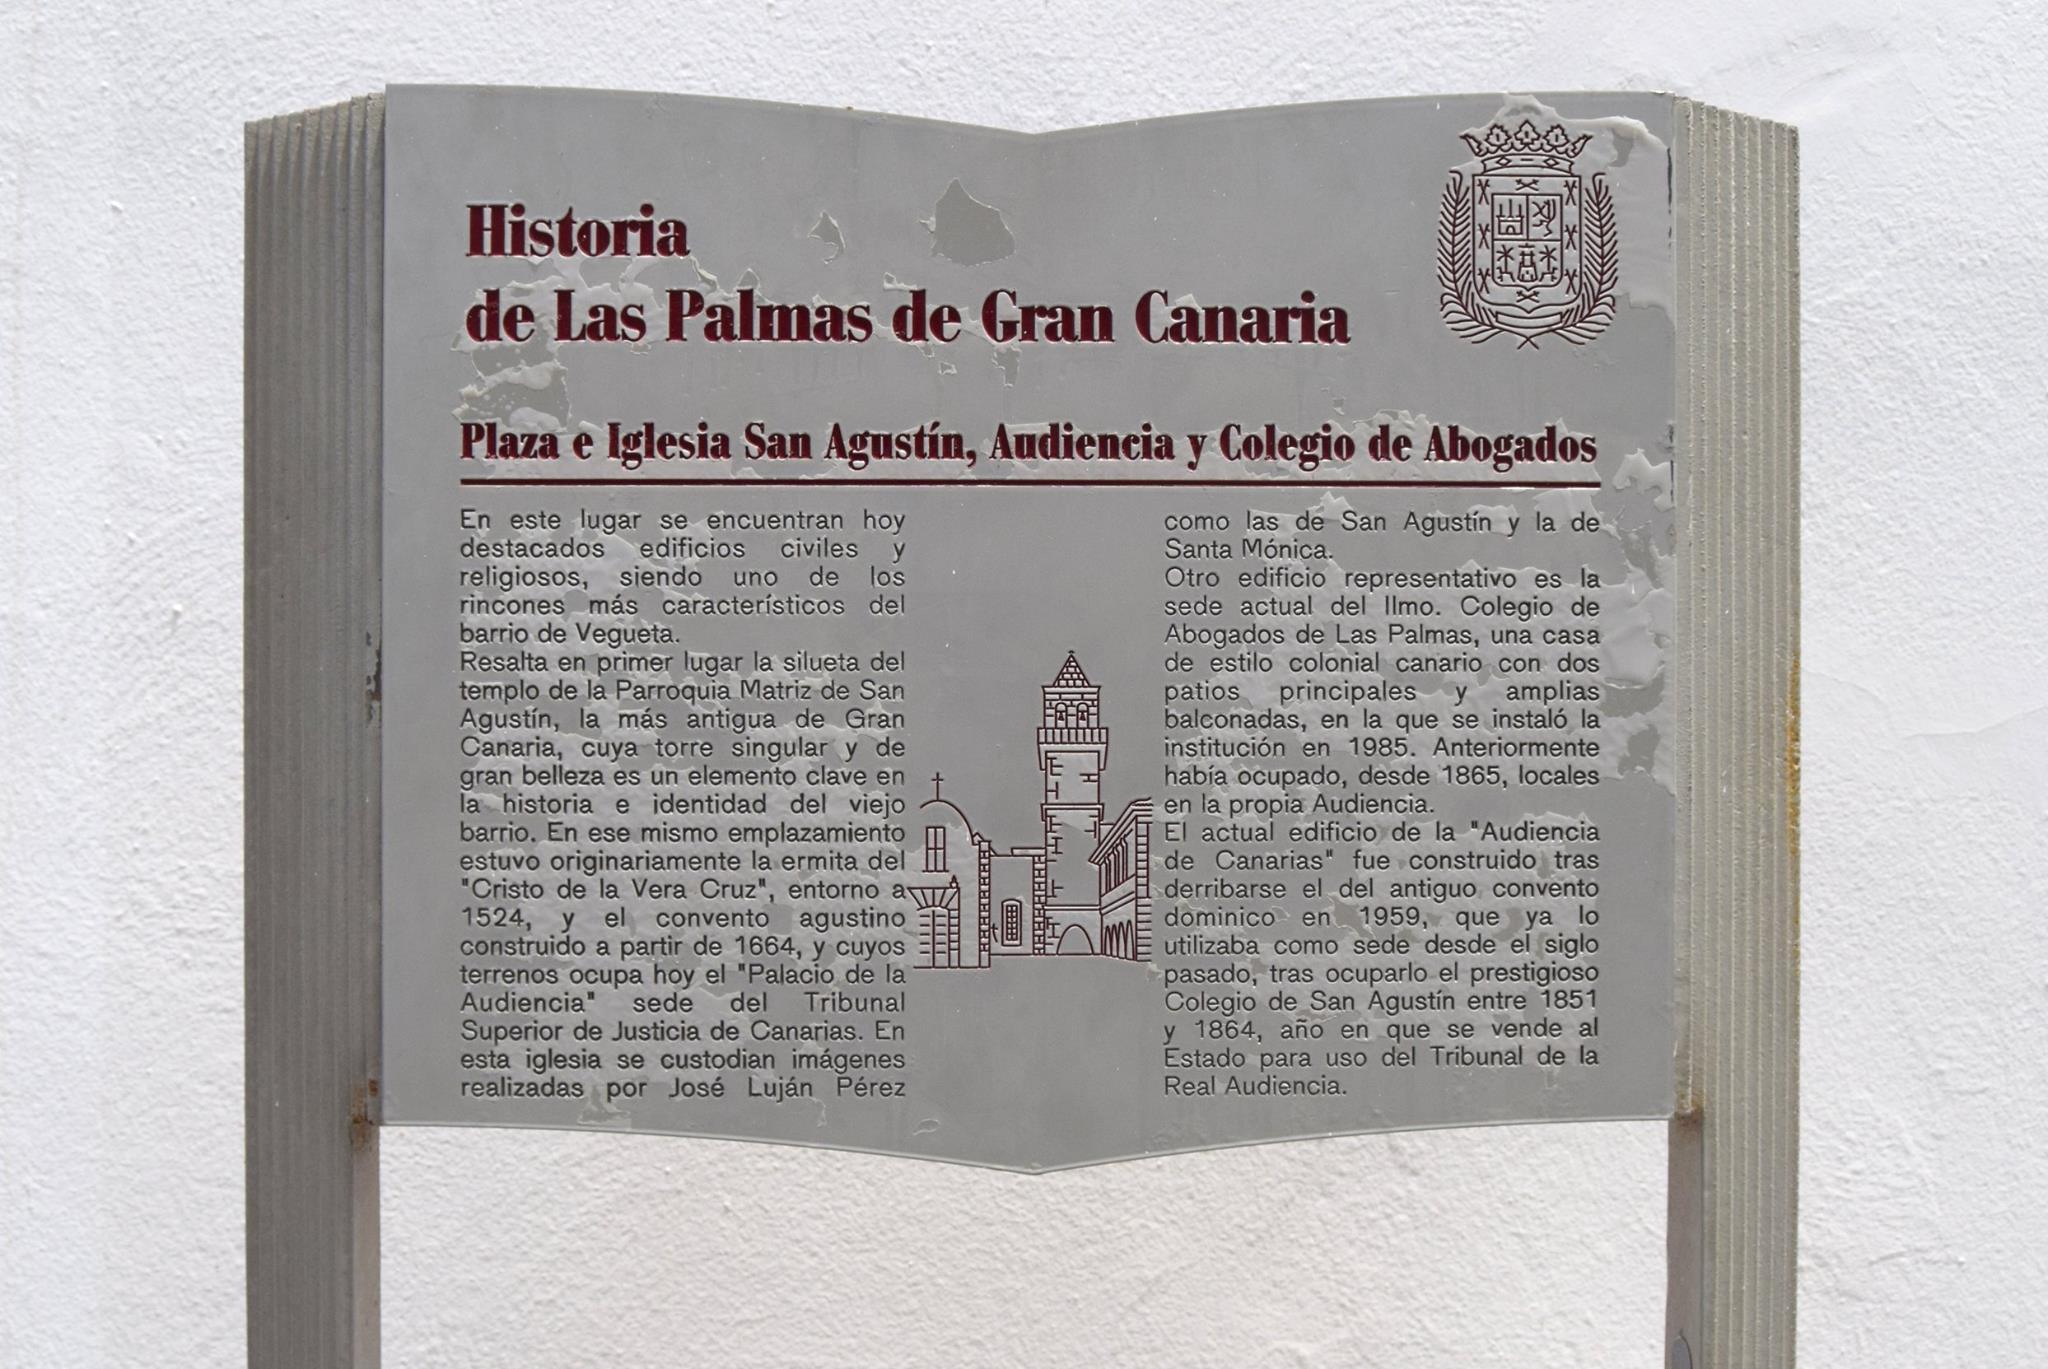 Historia
de Las Palmas de Gran Canaria
Plaza e Iglesia San Agustín, Audiencia y Colegio de Abogados
En este lugar se encuentran hoy
destacados edificios civiles y
religiosos, siendo uno de los
rincones más característicos del
barrio de Vegueta.
Resalta en primer lugar la silueta del
templo de la Parroquia Matriz de San
Agustín, la más antigua de Gran
Canaria, cuya torre singular y de
gran belleza es un elemento clave en
la historia e identidad del viejo
barrio. En ese mismo emplazamiento
estuvo originariamente la ermita del
"Cristo de la Vera Cruz", entorno a
1524, y el convento agustino
construido a partir de 1664, y cuyos
terrenos ocupa hoy el "Palacio de la
Audiencia" sede del Tribunal
Superior de Justicia de Canarias. En
esta iglesia se custodian imágenes
realizadas por José Luján Pérez
como las de San Agustín y la de
Santa Mónica.
Otro edificio representativo es la
sede actual del Ilmo. Colegio de
Abogados de Las Palmas, una casa
de estilo colonial canario con dos
patios principales y amplias
balconadas, en la que se instaló la
institución en 1985. Anteriormente
había ocupado, desde 1865, locales
en la propia Audiencia.
El actual edificio de la "Audiencia
de Canarias" fue construido tras
derribarse el del antiguo convento
dominico en 1959, que ya lo
utilizaba como sede desde el siglo
pasado, tras ocuparlo el prestigioso
Colegio de San Agustín entre 1851
y 1864, año en que se vende al
Estado para uso del Tribunal de la
Real Audiencia.